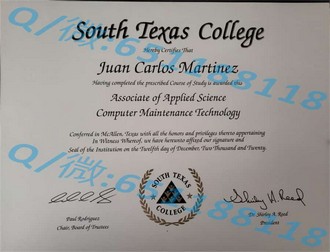 South Texas College
Hereby Certifies That
Juan Carlos Martinez
Having completed the prescribed Course of Study is awarded this
Associate of Applied Science
Computer Maintenance Technology
Conferred in McAllen, Texas with all the honors and privileges thereto appertaining
In Witness Whereof, we have hereunto affixed our signature and
Seal of the Institution on the Twelfth day of December, Two Thousand and Twenty.
SOUTH TEXAS
COLLEGE
Paul Rodriguez
Chair, Board of Trustees
Dr. Shirley A. Reed
President
Q/微:
Q/微: